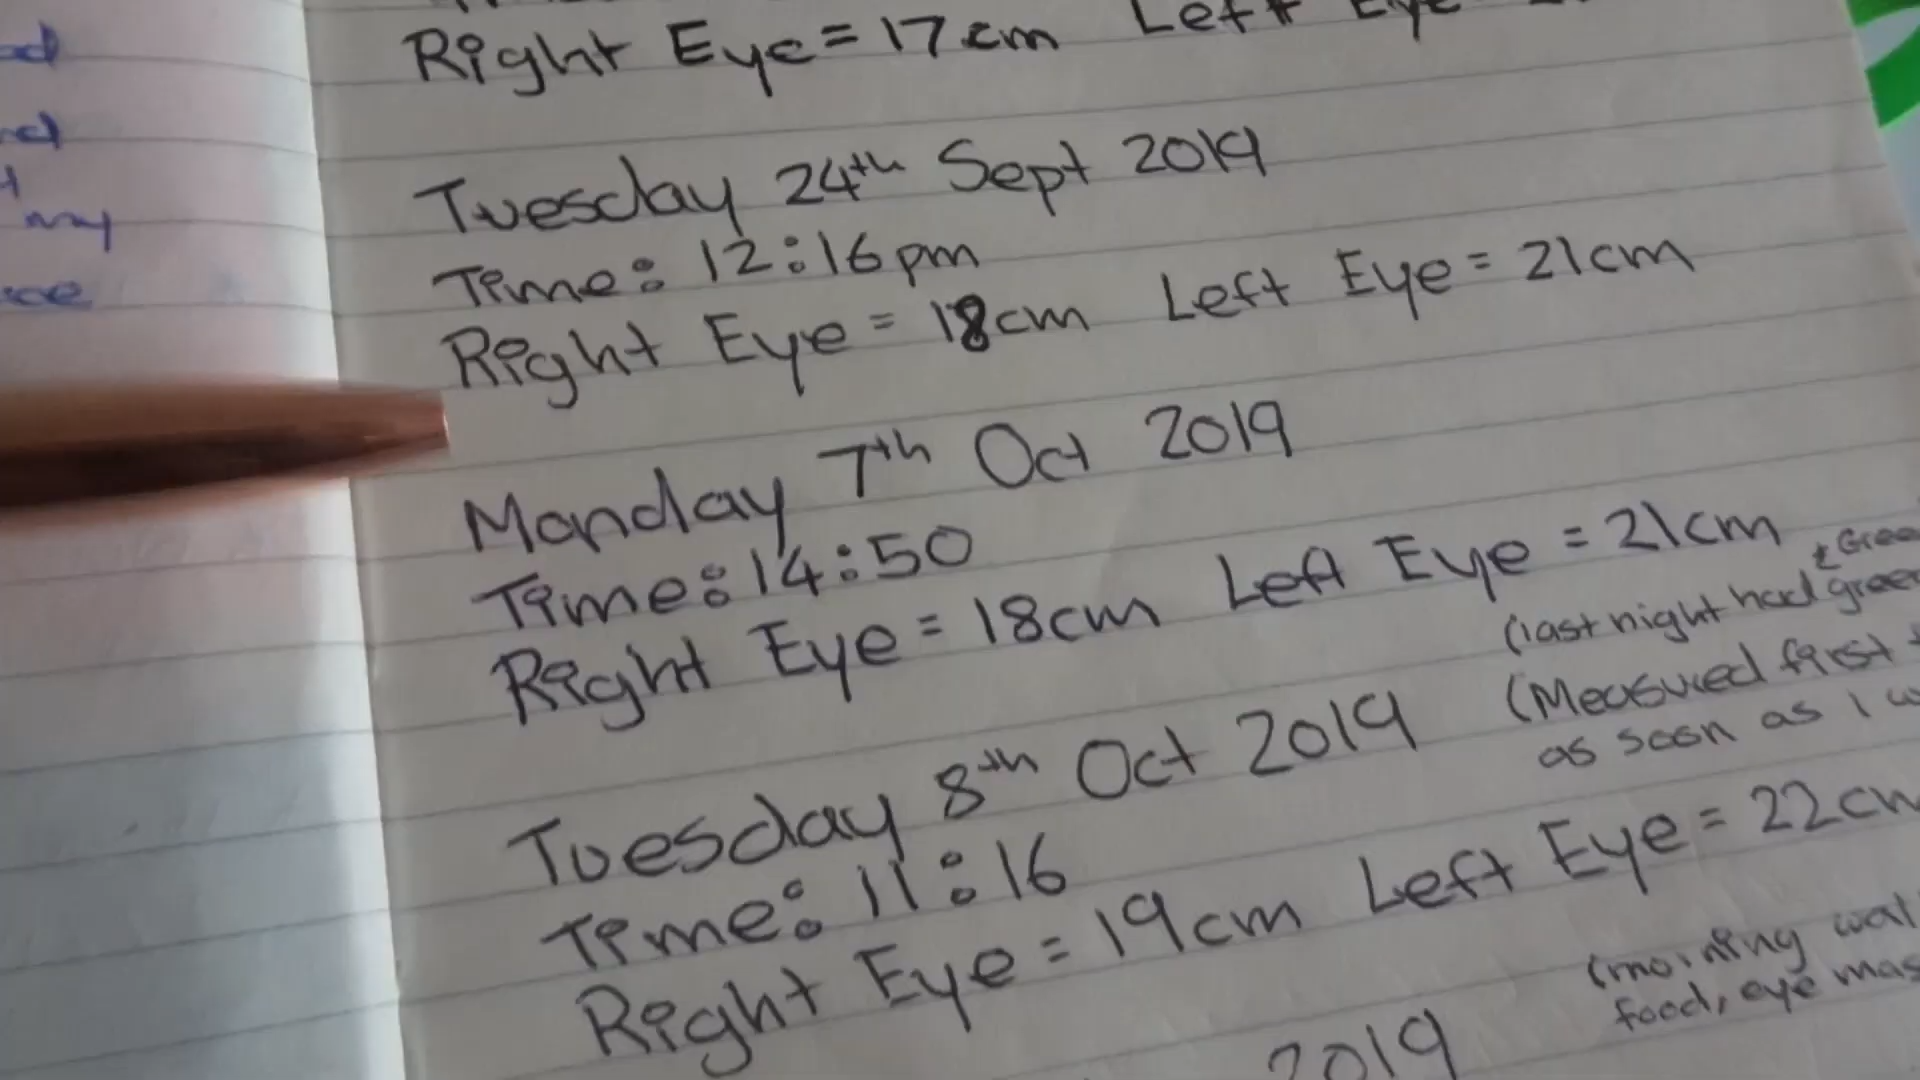 Right Eye = 17cm Left Eye
Tuesday 24th Sept 2019
Time: 12:16pm
Right Eye = 18cm Left Eye = 21cm
Monday 7th Oct 2019
Time: 14:50
Right Eye = 18cm Left Eye = 21cm
(last night had
Tuesday 8th Oct 2019 (Measured first
as soon as I
Time: 11:16
Right Eye = 19cm Left Eye = 22cm
(morning
food, eye
2019
my